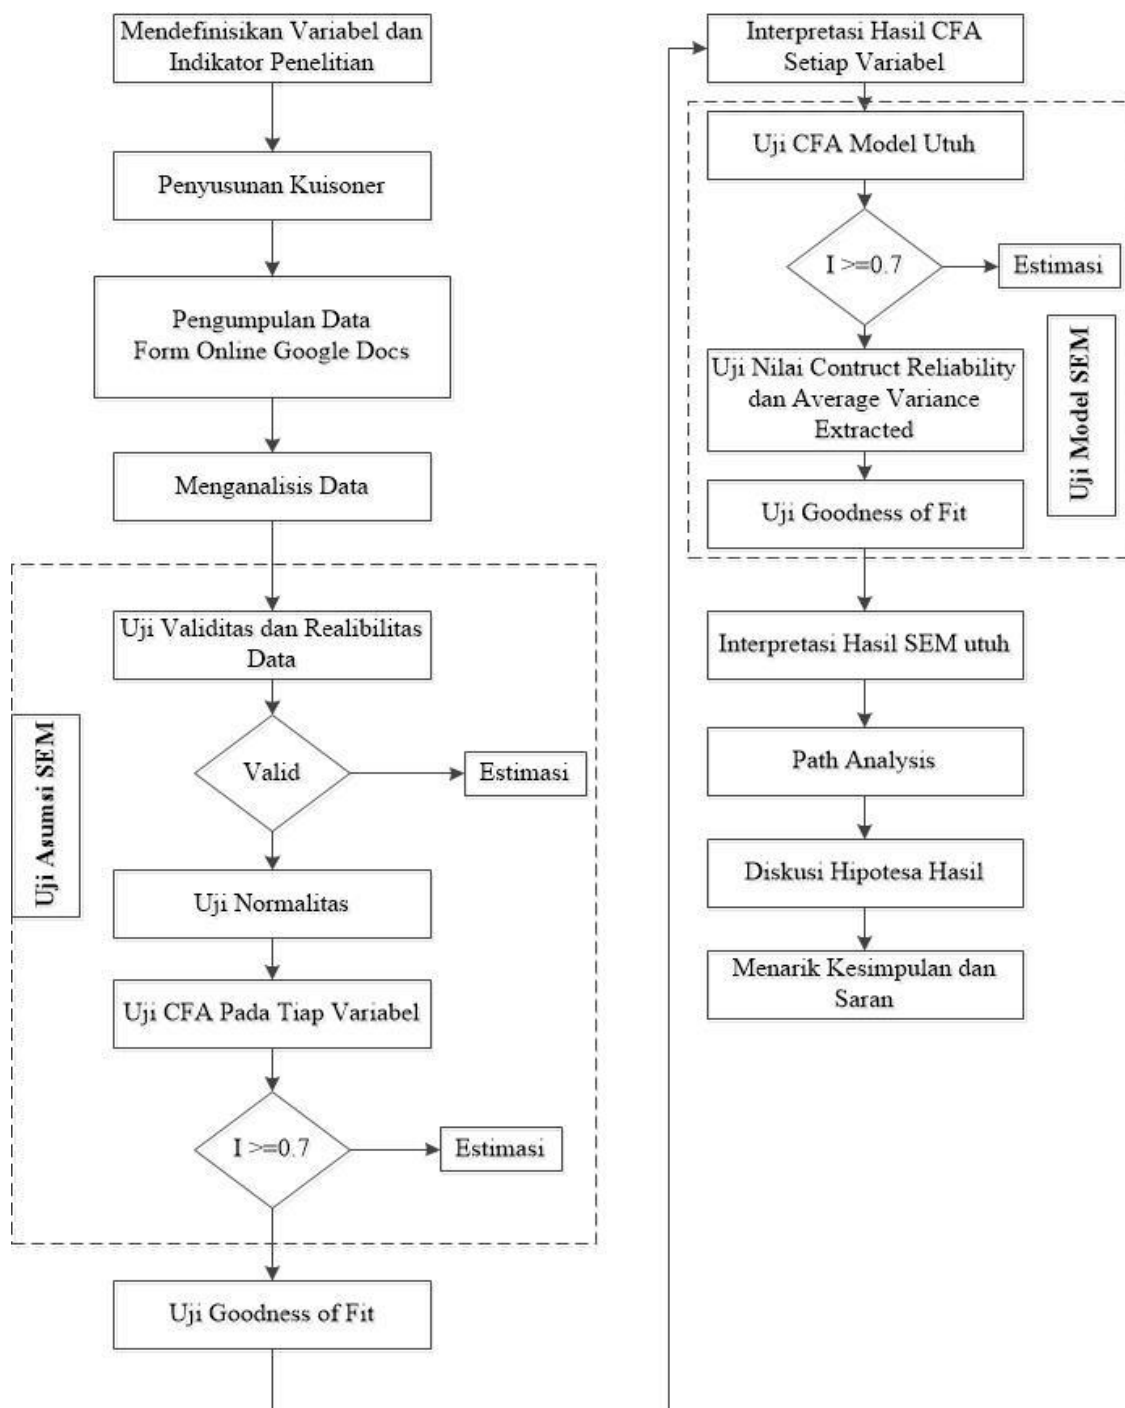 Mendefinisikan Variabel dan
Indikator Penelitian
Penyusunan Kuisoner
Pengumpulan Data
Form Online Google Docs
Menganalisis Data
Uji Asumsi SEM
Uji Validitas dan Realibilitas
Data
Valid
Estimasi
Uji Normalitas
Uji CFA Pada Tiap Variabel
I >=0.7
Estimasi
Uji Goodness of Fit
Interpretasi Hasil CFA
Setiap Variabel
Uji CFA Model Utuh
I >=0.7
Estimasi
Uji Nilai Contruct Reliability
dan Average Variance
Extracted
Uji Model SEM
Uji Goodness of Fit
Interpretasi Hasil SEM utuh
Path Analysis
Diskusi Hipotesa Hasil
Menarik Kesimpulan dan
Saran